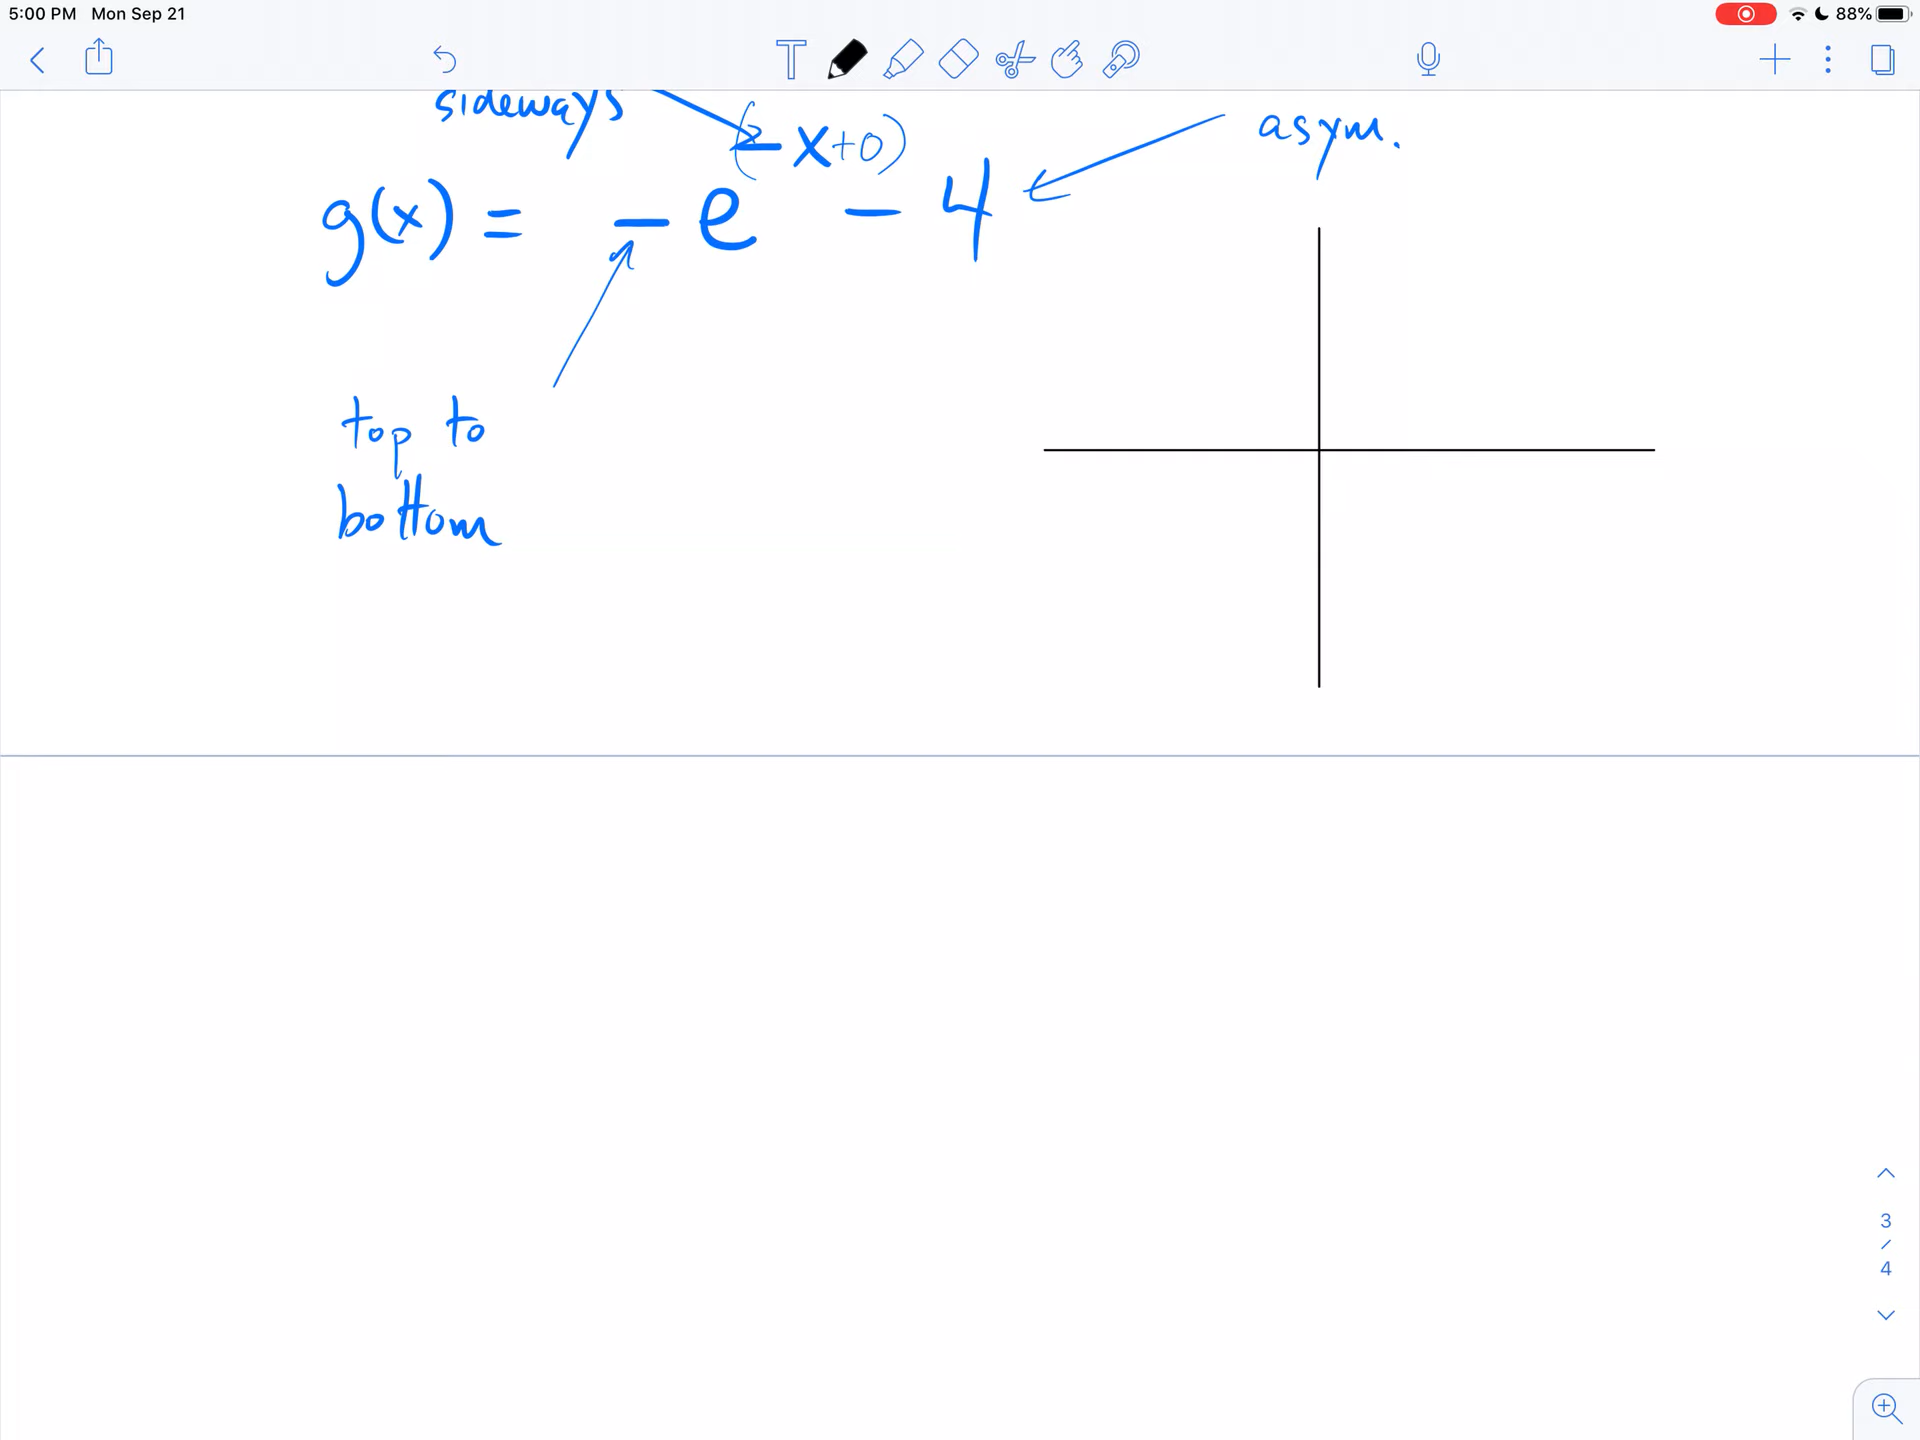 5:00 PM Mon Sep 21
88%
sideways
asym.
(-x+0)
g(x) = -e - 4
top to
bottom
3
/
4